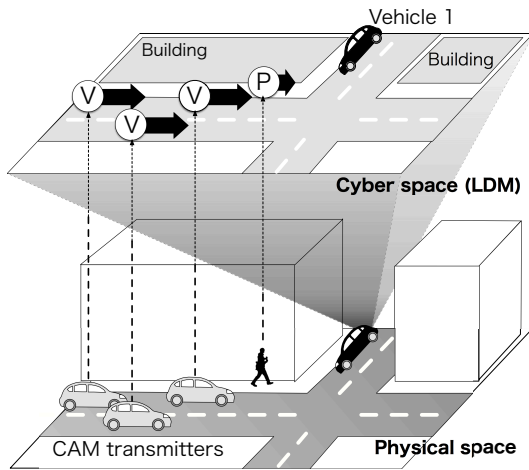 Vehicle 1
Building
Building
V
V
P
V
Cyber space (LDM)
CAM transmitters
Physical space